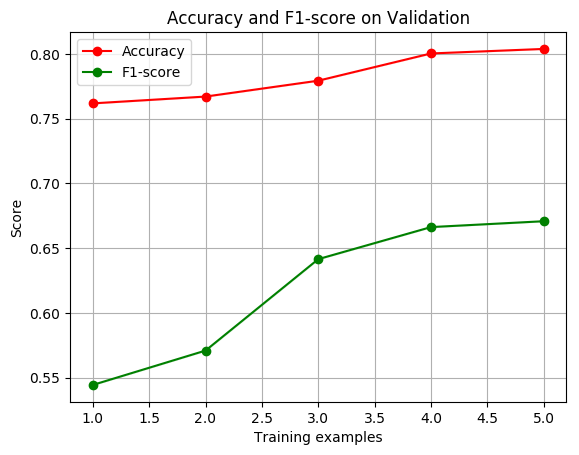 Accuracy and F1-score on Validation
Accuracy
F1-score
0.80
0.75
0.70
0.65
0.60
0.55
Score
1.0 1.5 2.0 2.5 3.0 3.5 4.0 4.5 5.0
Training examples